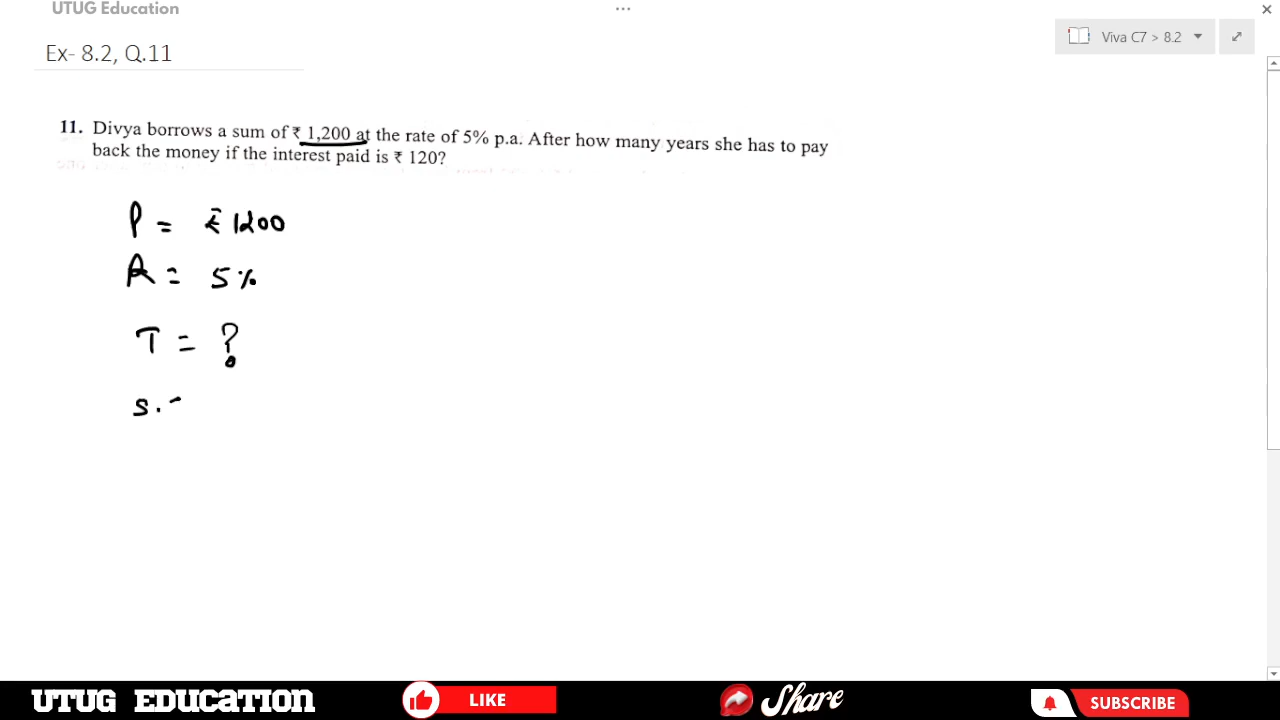 UTUG Education
Ex- 8.2, Q.11
Viva C7 > 8.2
11. Divya borrows a sum of ₹ 1,200 at the rate of 5% p.a. After how many years she has to pay
back the money if the interest paid is ₹ 120?
P = ₹ 1200
R = 5%
T = ?
S.
UTUG EDUCATION
LIKE
Share
SUBSCRIBE